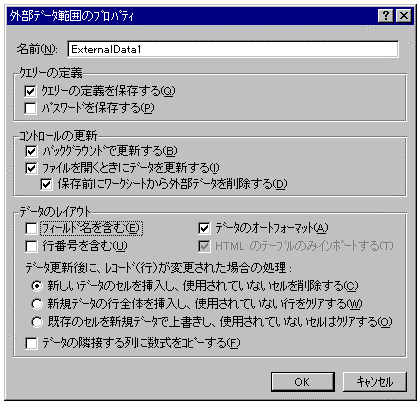 外部データ範囲のプロパティ
名前(N): ExternalData1
クエリーの定義
クエリーの定義を保存する(Q)
パスワードを保存する(P)
コントロールの更新
バックグラウンドで更新する(B)
ファイルを開くときにデータを更新する(I)
保存前にワークシートから外部データを削除する(D)
データのレイアウト
フィールド名を含む(E) データのオートフォーマット(A)
行番号を含む(U) HTML のテーブルのみインポートする(T)
データ更新後に、レコード(行)が変更された場合の処理:
新しいデータのセルを挿入し、使用されていないセルを削除する(C)
新規データの行全体を挿入し、使用されていない行をクリアする(W)
既存のセルを新規データで上書きし、使用されていないセルはクリアする(O)
データの隣接する列に数式をコピーする(F)
OK キャンセル